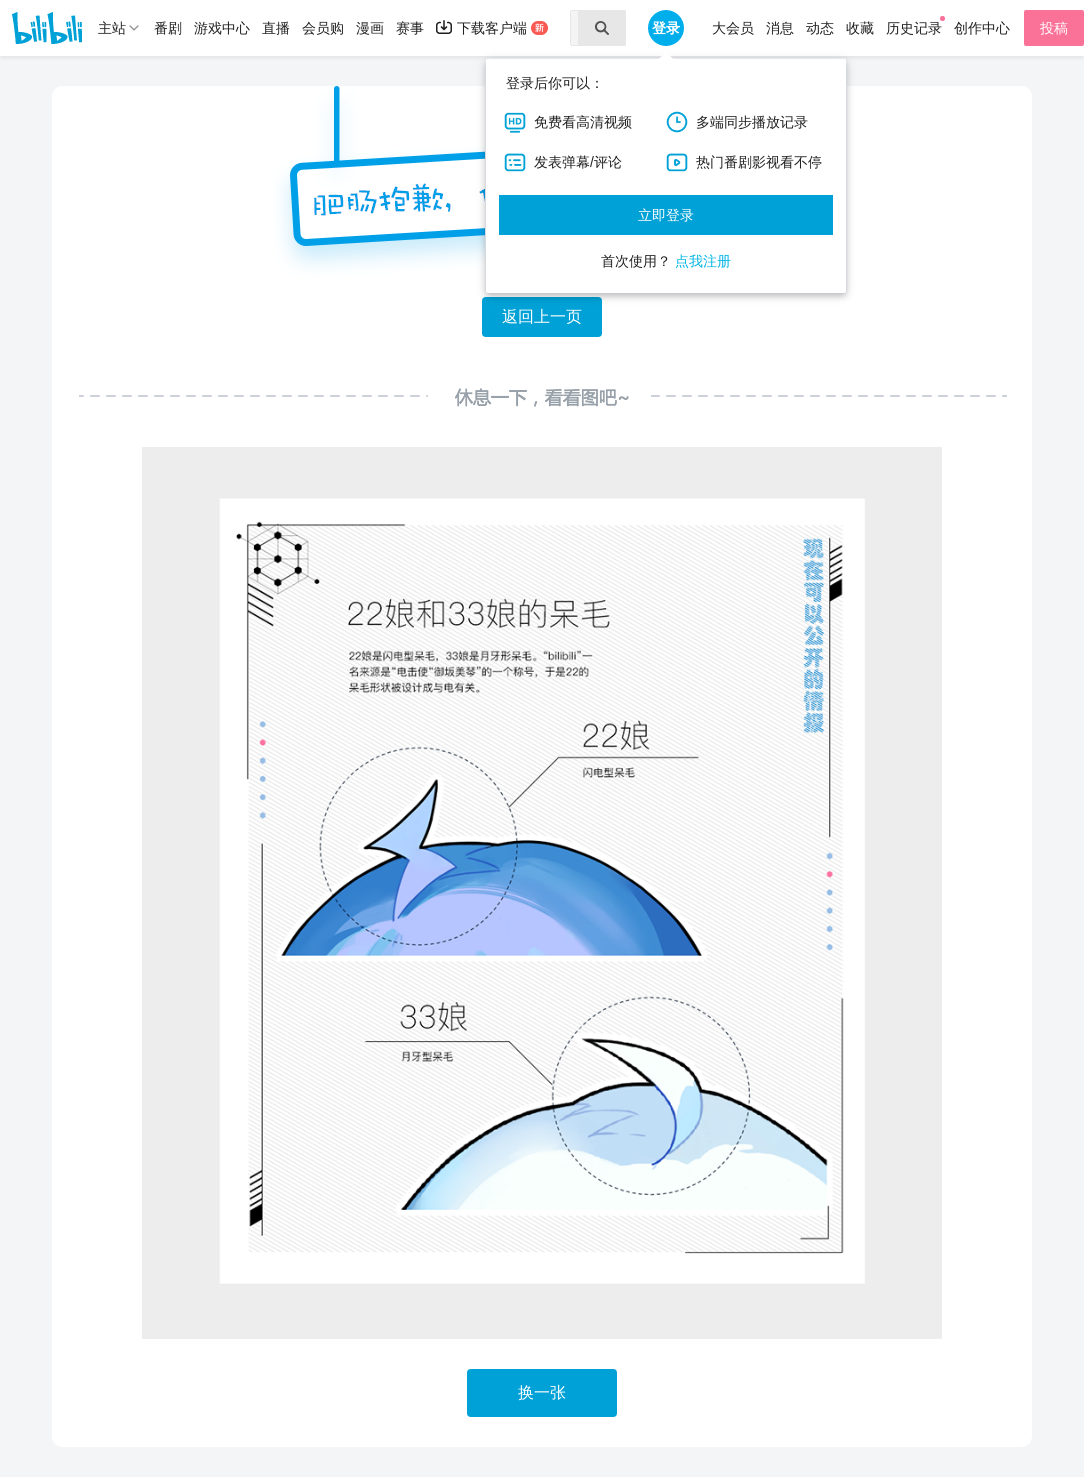 bilibili
主站 番剧 游戏中心 直播 会员购 漫画 赛事 下载客户端 新 登录 大会员 消息 动态 收藏 历史记录 创作中心 投稿
登录后你可以：
HD 免费看高清视频 多端同步播放记录
发表弹幕/评论 热门番剧影视看不停
立即登录
首次使用？ 点我注册
肥肠抱歉，
返回上一页
休息一下，看看图吧~
现在可以公开的情报
22娘和33娘的呆毛
22娘是闪电型呆毛，33娘是月牙形呆毛。“bilibili”一
名来源是“电击使”御坂美琴”的一个称号，于是22的
呆毛形状被设计成与电有关。
22娘
闪电型呆毛
33娘
月牙型呆毛
换一张